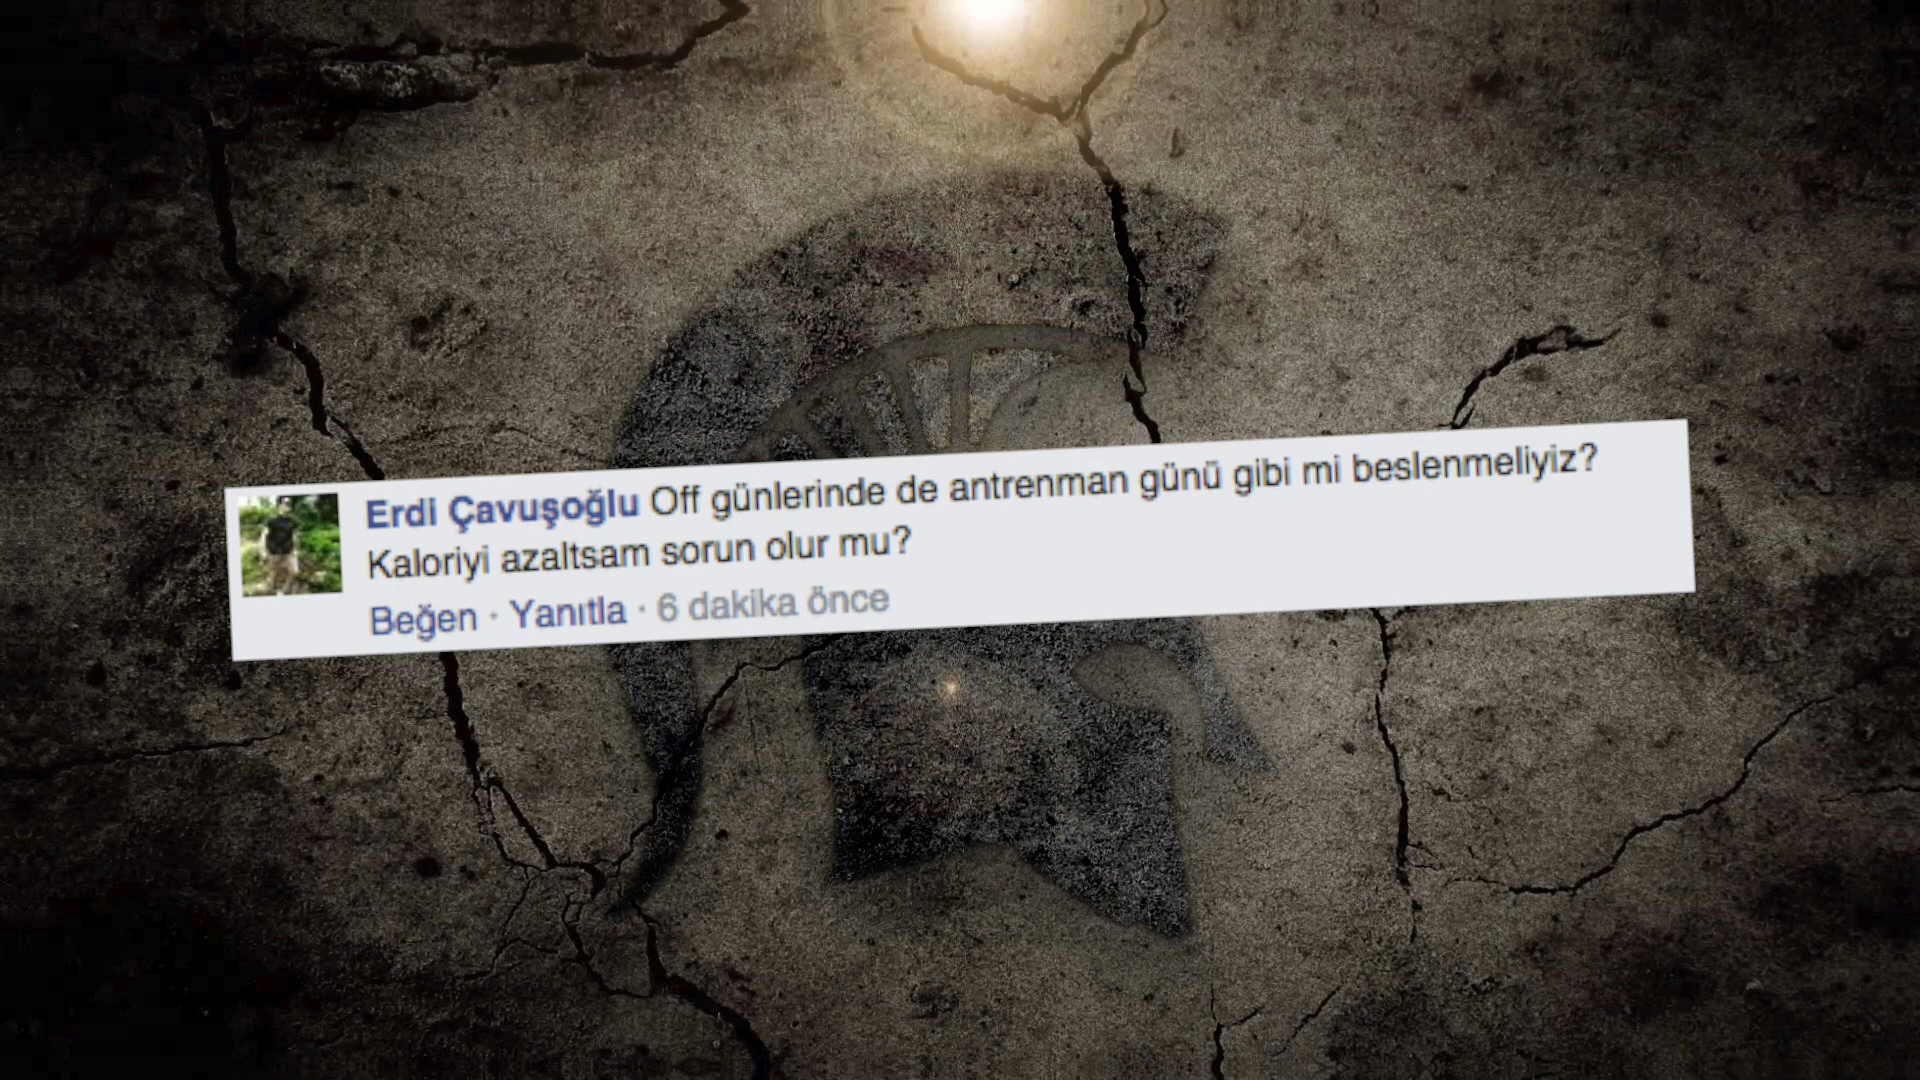 Erdi Çavuşoğlu Off günlerinde de antrenman günü gibi mi beslenmeliyiz?
Kaloriyi azaltsam sorun olur mu?
Beğen · Yanıtla · 6 dakika önce